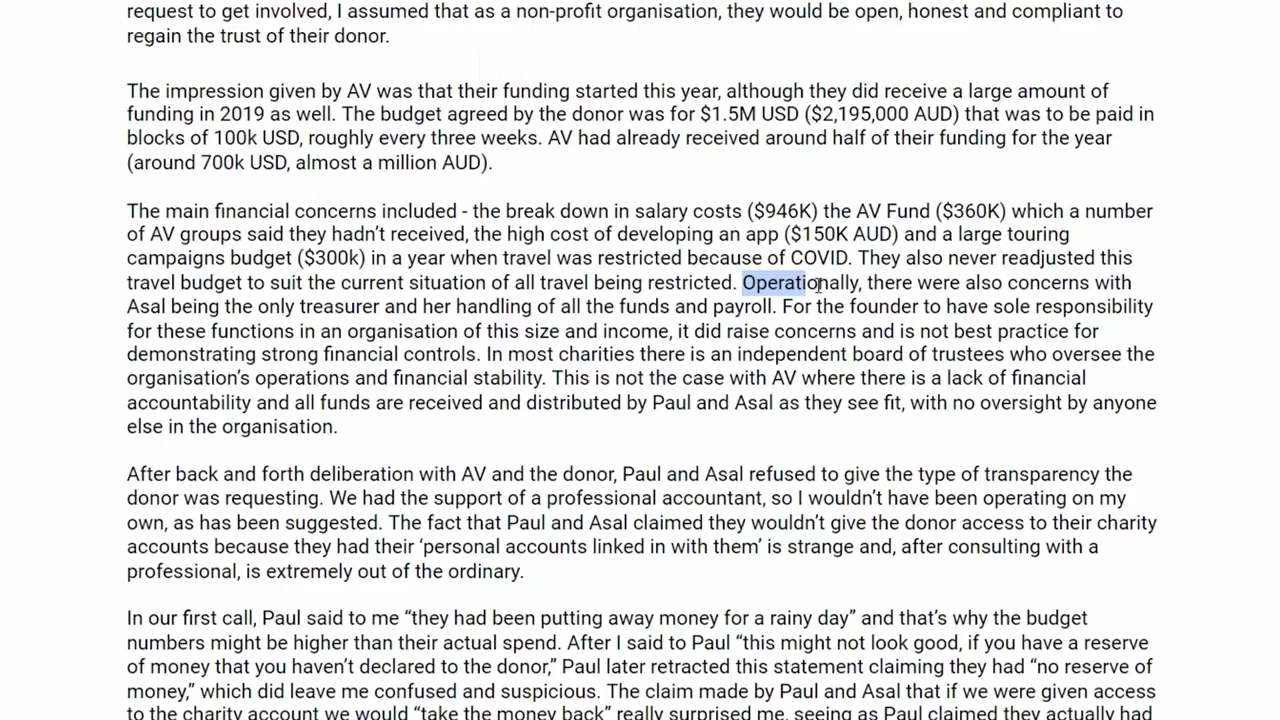 request to get involved, I assumed that as a non-profit organisation, they would be open, honest and compliant to
regain the trust of their donor.
The impression given by AV was that their funding started this year, although they did receive a large amount of
funding in 2019 as well. The budget agreed by the donor was for $1.5M USD ($2,195,000 AUD) that was to be paid in
blocks of 100k USD, roughly every three weeks. AV had already received around half of their funding for the year
(around 700k USD, almost a million AUD).
The main financial concerns included - the break down in salary costs ($946K) the AV Fund ($360K) which a number
of AV groups said they hadn’t received, the high cost of developing an app ($150K AUD) and a large touring
campaigns budget ($300k) in a year when travel was restricted because of COVID. They also never readjusted this
travel budget to suit the current situation of all travel being restricted. Operationally, there were also concerns with
Asal being the only treasurer and her handling of all the funds and payroll. For the founder to have sole responsibility
for these functions in an organisation of this size and income, it did raise concerns and is not best practice for
demonstrating strong financial controls. In most charities there is an independent board of trustees who oversee the
organisation’s operations and financial stability. This is not the case with AV where there is a lack of financial
accountability and all funds are received and distributed by Paul and Asal as they see fit, with no oversight by anyone
else in the organisation.
After back and forth deliberation with AV and the donor, Paul and Asal refused to give the type of transparency the
donor was requesting. We had the support of a professional accountant, so I wouldn’t have been operating on my
own, as has been suggested. The fact that Paul and Asal claimed they wouldn’t give the donor access to their charity
accounts because they had their ‘personal accounts linked in with them’ is strange and, after consulting with a
professional, is extremely out of the ordinary.
In our first call, Paul said to me “they had been putting away money for a rainy day” and that’s why the budget
numbers might be higher than their actual spend. After I said to Paul “this might not look good, if you have a reserve
of money that you haven’t declared to the donor,” Paul later retracted this statement claiming they had “no reserve of
money,” which did leave me confused and suspicious. The claim made by Paul and Asal that if we were given access
to the charity account we would “take the money back” really surprised me, seeing as Paul claimed they actually had